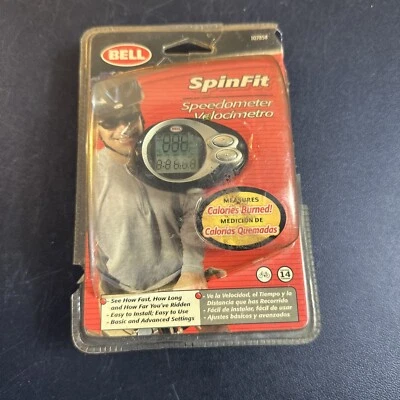 BELL
SpinFit
Speedometer
Velocímetro
BELL
MEASURES
Calories Burned!
MEDICIÓN DE
Calorías Quemadas
14
- See How Fast, How Long
and How Far You've Ridden
- Easy to Install; Easy to Use
- Basic and Advanced Settings
- Ve la Velocidad, el Tiempo y la
Distancia que has Recorrido
- Fácil de instalar, fácil de usar
- Ajustes básicos y avanzados